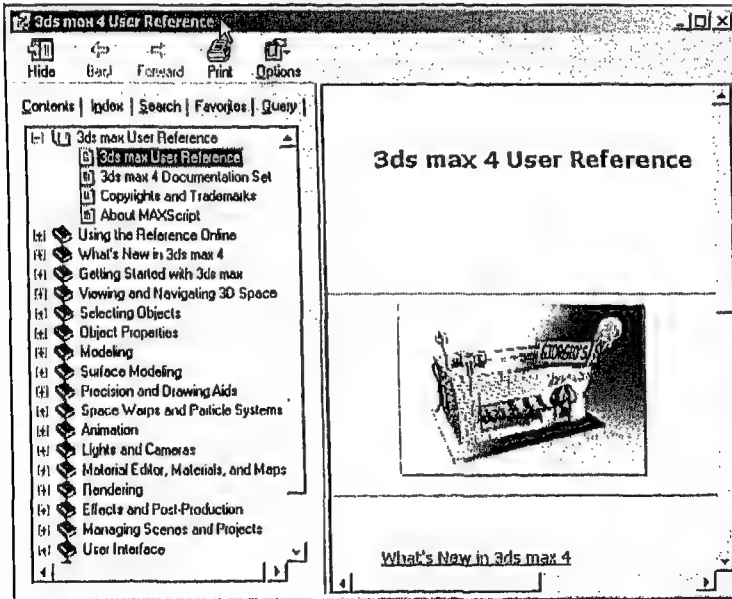 3ds max 4 User Reference
Hide Back Forward Print Options
Contents Index Search Favorites Query
3ds max User Reference
3ds max User Reference
3ds max 4 Documentation Set
Copyrights and Trademarks
About MAXScript
Using the Reference Online
What's New in 3ds max 4
Getting Started with 3ds max
Viewing and Navigating 3D Space
Selecting Objects
Object Properties
Modeling
Surface Modeling
Precision and Drawing Aids
Space Warps and Particle Systems
Animation
Lights and Cameras
Material Editor, Materials, and Maps
Rendering
Effects and Post-Production
Managing Scenes and Projects
User Interface
3ds max 4 User Reference
GIORGIO'S
What's New in 3ds max 4